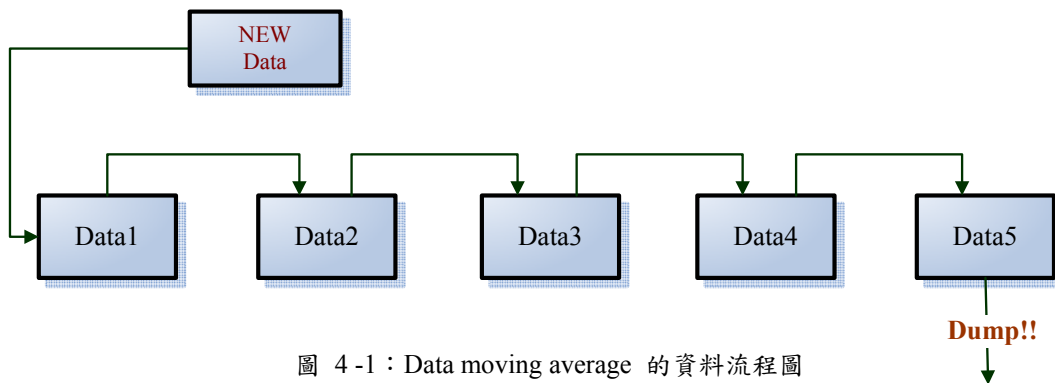 NEW
Data
Data1
Data2
Data3
Data4
Data5
Dump!!
圖 4-1：Data moving average 的資料流程圖